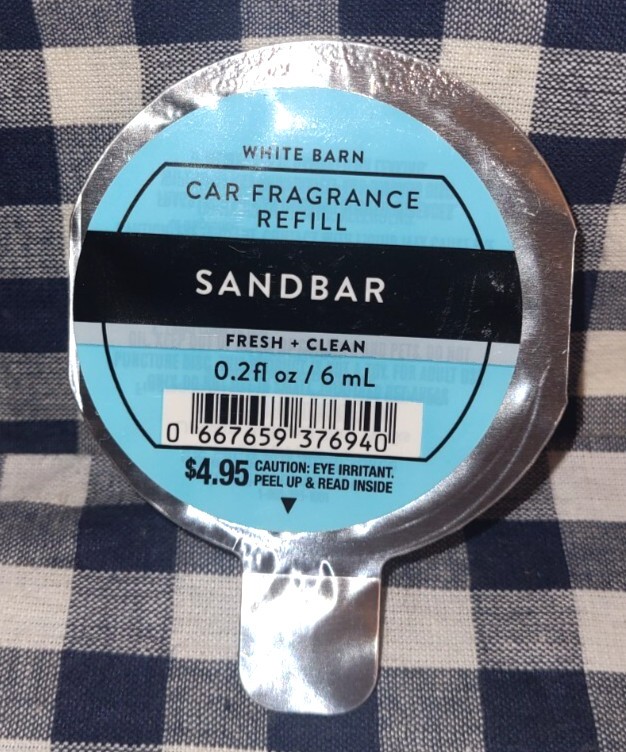 WHITE BARN
CAR FRAGRANCE
REFILL
SANDBAR
FRESH + CLEAN
0.2fl oz / 6 mL
0 667659 376940
$4.95 CAUTION: EYE IRRITANT.
PEEL UP & READ INSIDE